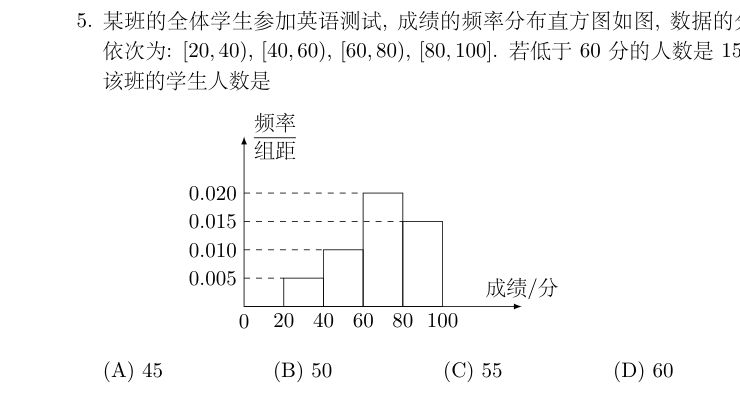 5. 某班的全体学生参加英语测试, 成绩的频率分布直方图如图, 数据的
依次为: [20, 40), [40, 60), [60, 80), [80, 100]. 若低于 60 分的人数是 15
该班的学生人数是
频率
组距
0.020
0.015
0.010
0.005
成绩/分
0 20 40 60 80 100
(A) 45 (B) 50 (C) 55 (D) 60